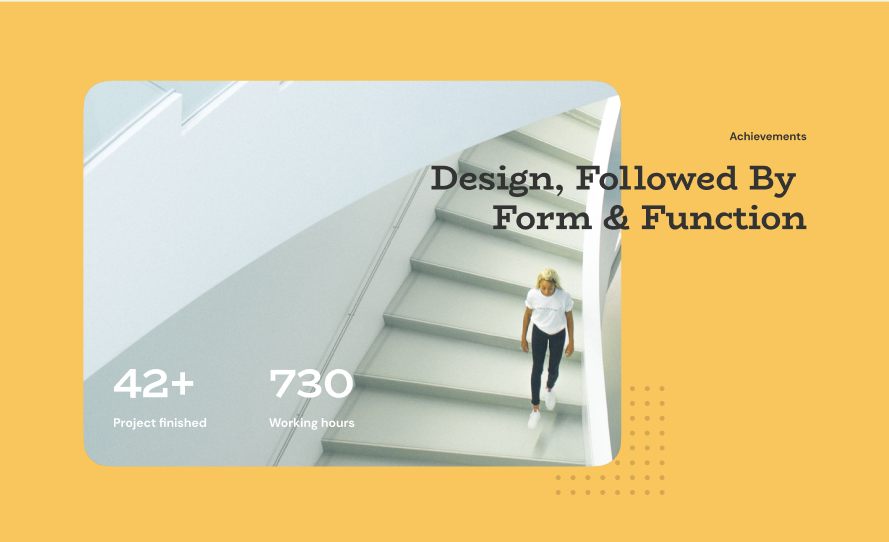 Achievements
Design, Followed By
Form & Function
42+
Project finished
730
Working hours